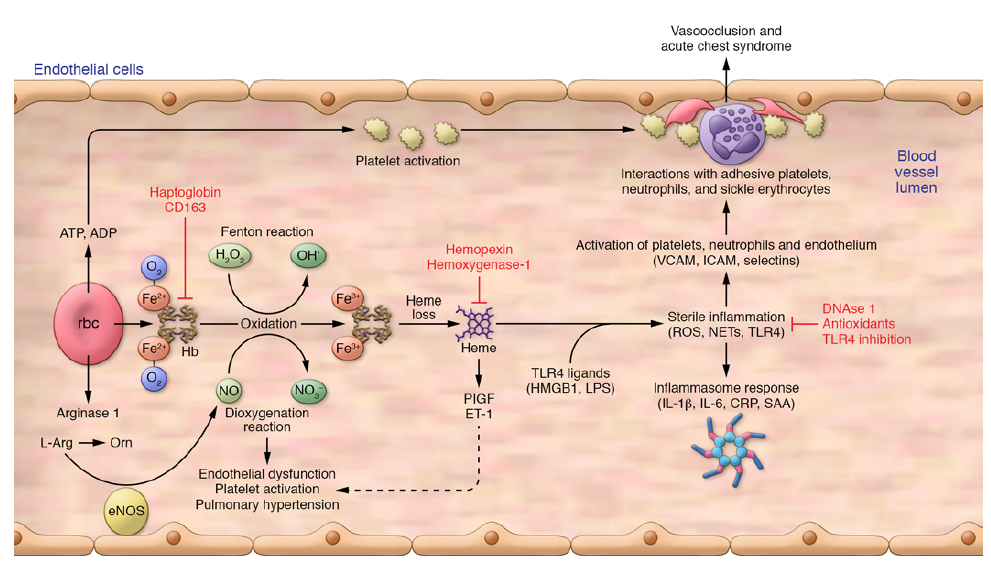 Vasoocclusion and
acute chest syndrome
Endothelial cells
Platelet activation
Blood
vessel
lumen
Interactions with adhesive platelets,
neutrophils, and sickle erythrocytes
Haptoglobin
CD163
ATP, ADP
Fenton reaction
H₂O₂
OH·
Hemopexin
Hemoxygenase-1
Activation of platelets, neutrophils and endothelium
(VCAM, ICAM, selectins)
O₂
Fe²⁺
Fe³⁺
rbc
Hb
Oxidation
Heme
loss
Heme
Sterile inflammation
(ROS, NETs, TLR4)
DNAse 1
Antioxidants
TLR4 inhibition
Fe²⁺
Fe³⁺
O₂
TLR4 ligands
(HMGB1, LPS)
NO
NO₃⁻
PIGF
ET-1
Inflammasome response
(IL-1β, IL-6, CRP, SAA)
Arginase 1
Dioxygenation
reaction
L-Arg
Orn
Endothelial dysfunction
Platelet activation
Pulmonary hypertension
eNOS